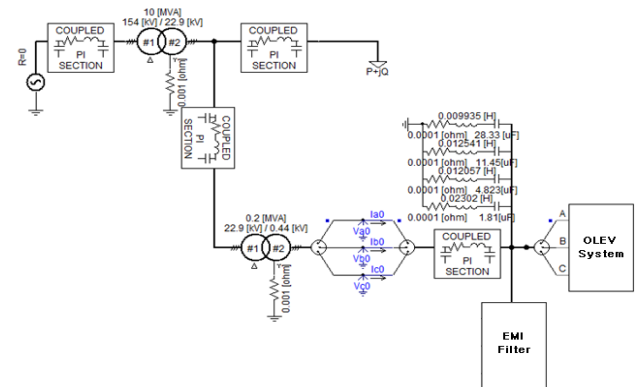 10 [MVA]
154 [kV] / 22.9 [kV]
COUPLED
PI
SECTION
#1
#2
COUPLED
PI
SECTION
R=0
0.001 [ohm]
P+jQ
COUPLED
PI
SECTION
0.009935 [H]
0.0001 [ohm] 28.33 [uF]
0.012541 [H]
0.0001 [ohm] 11.45[uF]
0.012057 [H]
0.0001 [ohm] 4.823[uF]
0.02302 [H]
0.0001 [ohm] 1.81[uF]
0.2 [MVA]
22.9 [kV] / 0.44 [kV]
#1
#2
0.001 [ohm]
Ia0
Va0
Ib0
Vb0
Ic0
Vc0
COUPLED
PI
SECTION
A
B
C
OLEV
System
EMI
Filter